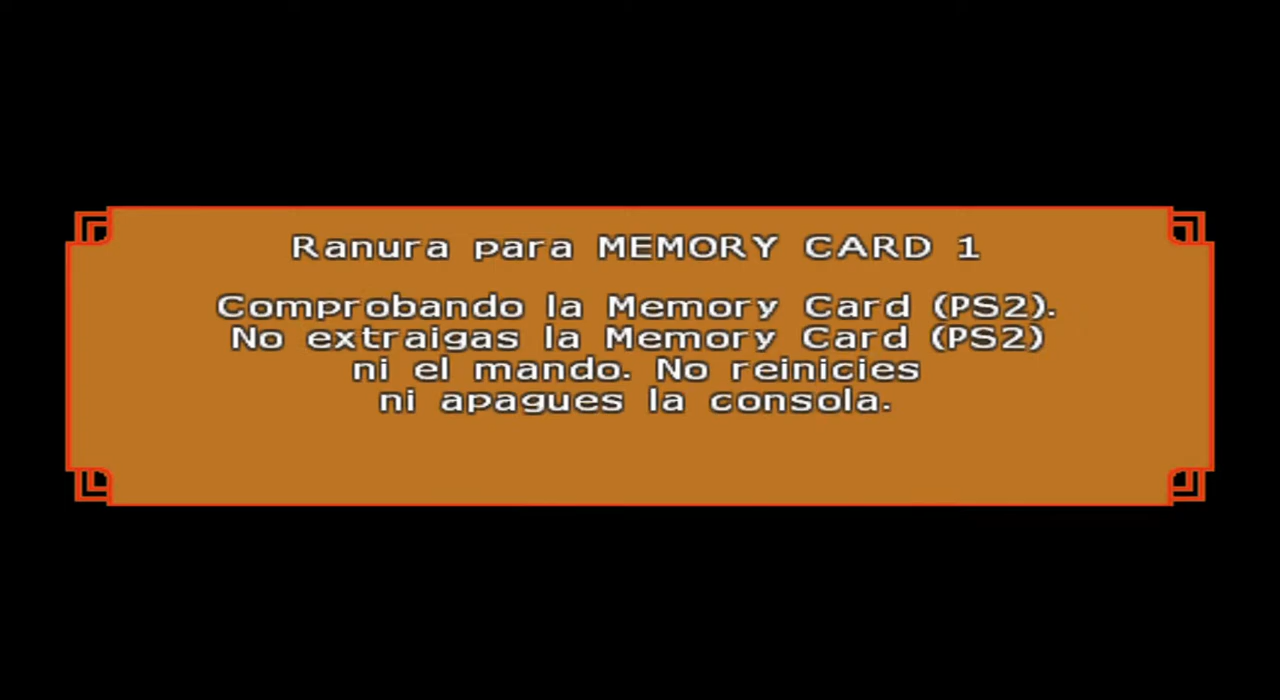 Ranura para MEMORY CARD 1
Comprobando la Memory Card (PS2).
No extraigas la Memory Card (PS2)
ni el mando. No reinicies
ni apagues la consola.